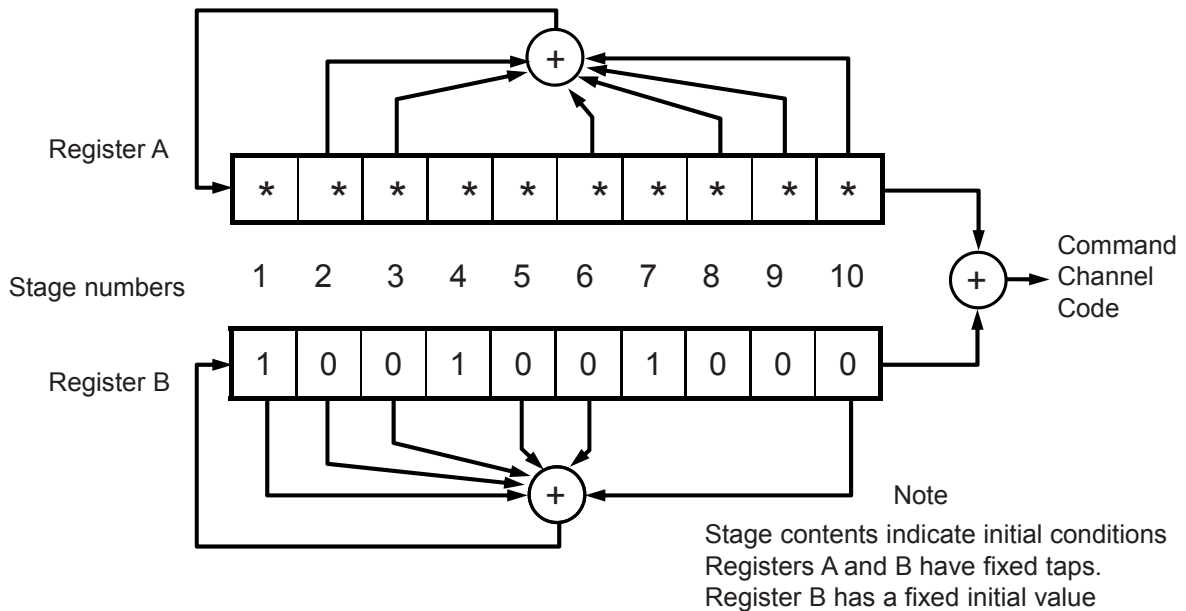 +
Register A
* * * * * * * * * *
Command
Channel
Code
Stage numbers
1 2 3 4 5 6 7 8 9 10
+
Register B
1 0 0 1 0 0 1 0 0 0
+
Note
Stage contents indicate initial conditions
Registers A and B have fixed taps.
Register B has a fixed initial value